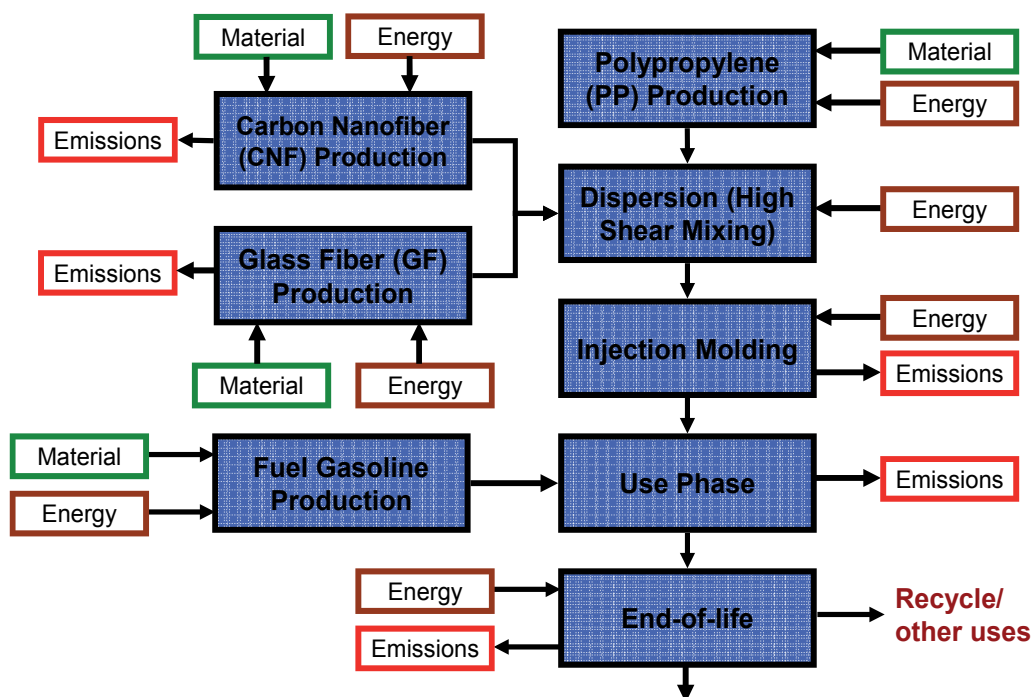 Material
Energy
Polypropylene
(PP) Production
Material
Energy
Emissions
Carbon Nanofiber
(CNF) Production
Dispersion (High
Shear Mixing)
Energy
Emissions
Glass Fiber (GF)
Production
Material
Energy
Injection Molding
Energy
Emissions
Material
Energy
Fuel Gasoline
Production
Use Phase
Emissions
Energy
Emissions
End-of-life
Recycle/
other uses